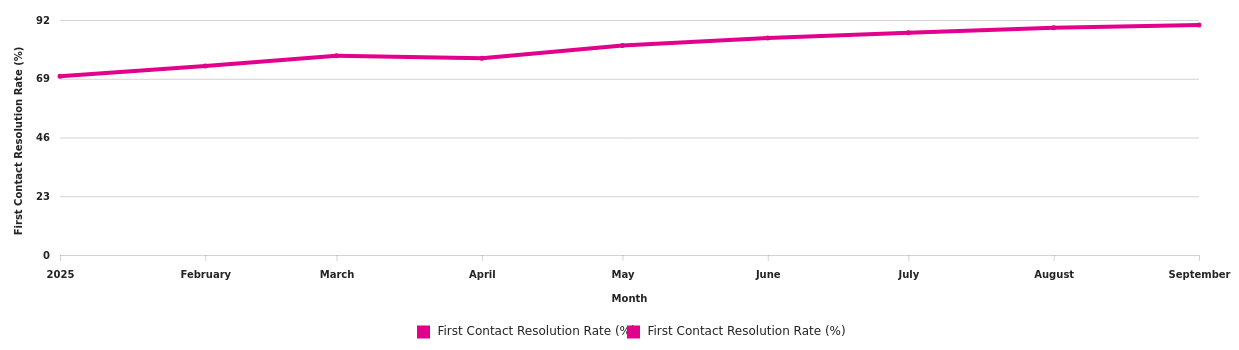 92
69
46
23
0
First Contact Resolution Rate (%)
2025 February March April May June July August September
Month
First Contact Resolution Rate (% First Contact Resolution Rate (%)